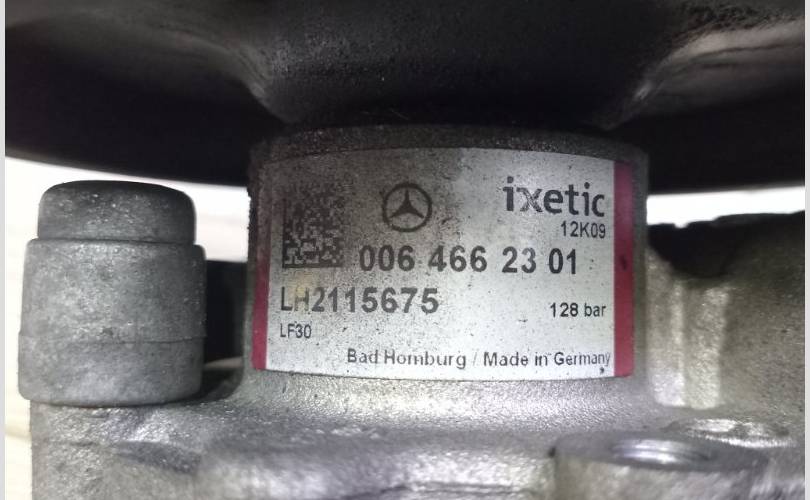 ixetic
12K09
006 466 23 01
LH2115675
128 bar
LF30
Bad Homburg / Made in Germany